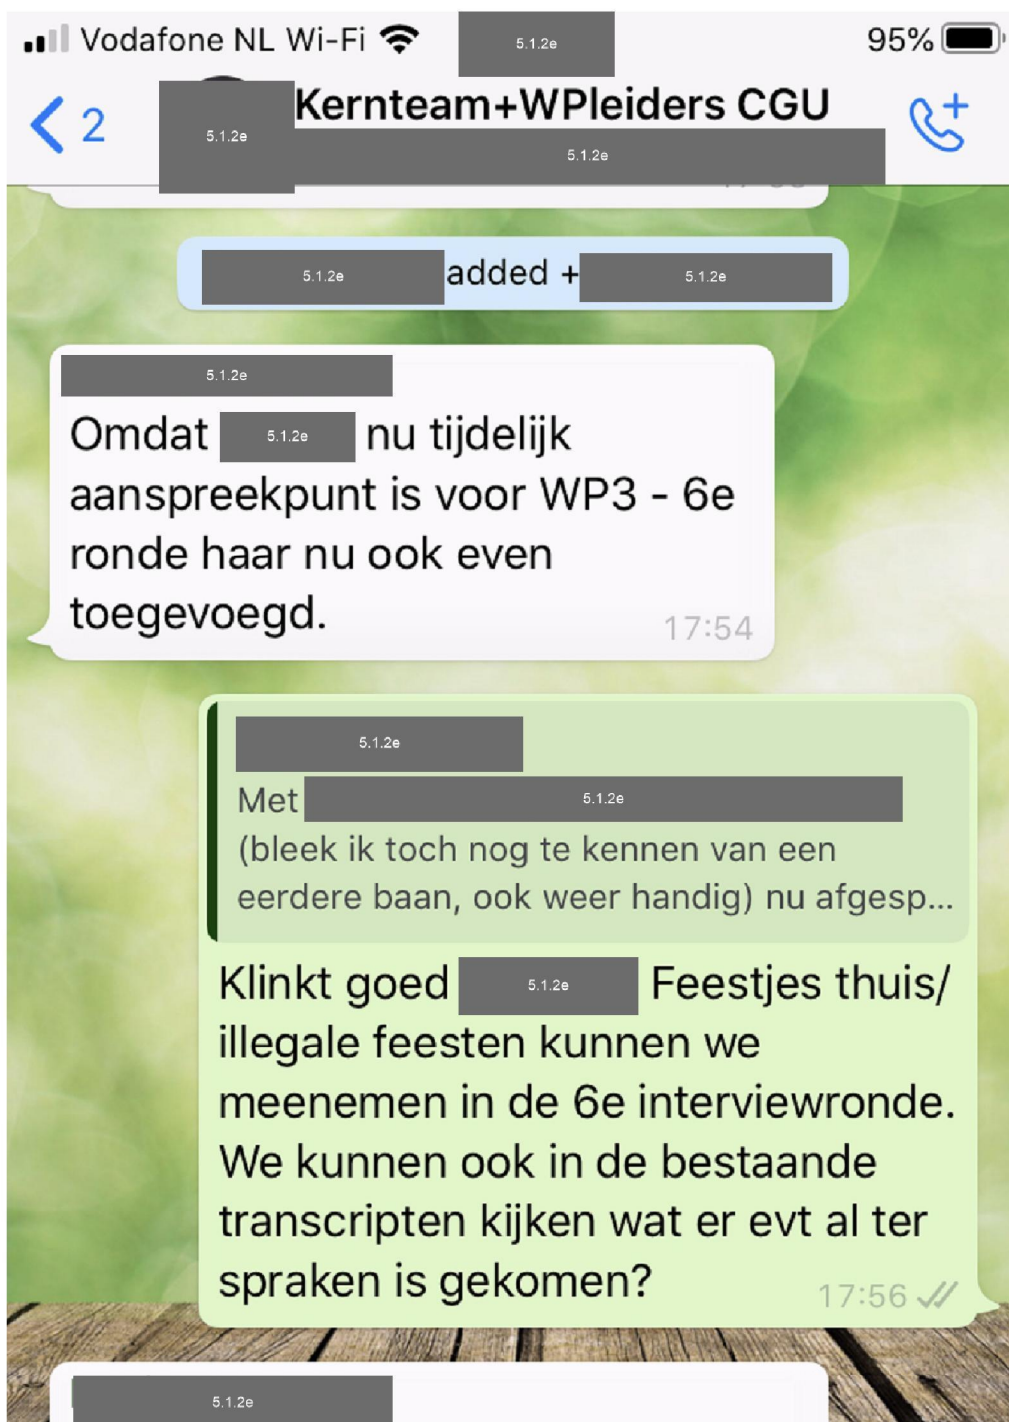 Vodafone NL Wi-Fi 5.1.2e 95%
2 5.1.2e Kernteam+WPleiders CGU
5.1.2e
5.1.2e added + 5.1.2e
5.1.2e
Omdat 5.1.2e nu tijdelijk
aanspreekpunt is voor WP3 - 6e
ronde haar nu ook even
toegevoegd.
17:54
5.1.2e
Met 5.1.2e
(bleek ik toch nog te kennen van een
eerdere baan, ook weer handig) nu afgesp...
Klinkt goed 5.1.2e Feestjes thuis/
illegale feesten kunnen we
meenemen in de 6e interviewronde.
We kunnen ook in de bestaande
transcripten kijken wat er evt al ter
spraken is gekomen?
17:56
5.1.2e